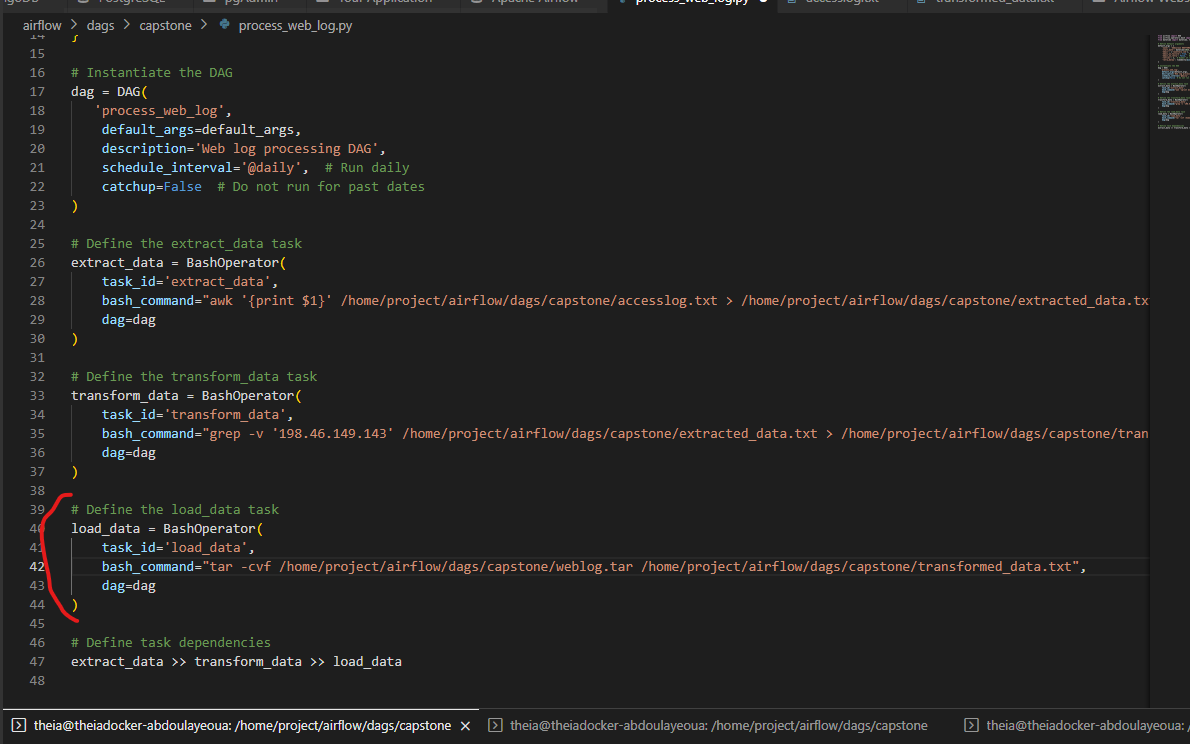 PostgreSQL pgAdmin Your Application Apache Airflow process_web_log.py accesslog.txt transformed_data.txt
airflow > dags > capstone > process_web_log.py
14 }
15
16 # Instantiate the DAG
17 dag = DAG(
18 'process_web_log',
19 default_args=default_args,
20 description='Web log processing DAG',
21 schedule_interval='@daily',  # Run daily
22 catchup=False  # Do not run for past dates
23 )
24
25 # Define the extract_data task
26 extract_data = BashOperator(
27 task_id='extract_data',
28 bash_command="awk '{print $1}' /home/project/airflow/dags/capstone/accesslog.txt > /home/project/airflow/dags/capstone/extracted_data.tx
29 dag=dag
30 )
31
32 # Define the transform_data task
33 transform_data = BashOperator(
34 task_id='transform_data',
35 bash_command="grep -v '198.46.149.143' /home/project/airflow/dags/capstone/extracted_data.txt > /home/project/airflow/dags/capstone/tran
36 dag=dag
37 )
38
39 # Define the load_data task
40 load_data = BashOperator(
41 task_id='load_data',
42 bash_command="tar -cvf /home/project/airflow/dags/capstone/weblog.tar /home/project/airflow/dags/capstone/transformed_data.txt",
43 dag=dag
44 )
45
46 # Define task dependencies
47 extract_data >> transform_data >> load_data
48
theia@theiadocker-abdoulayeoua: /home/project/airflow/dags/capstone × theia@theiadocker-abdoulayeoua: /home/project/airflow/dags/capstone theia@theiadocker-abdoulayeoua: /